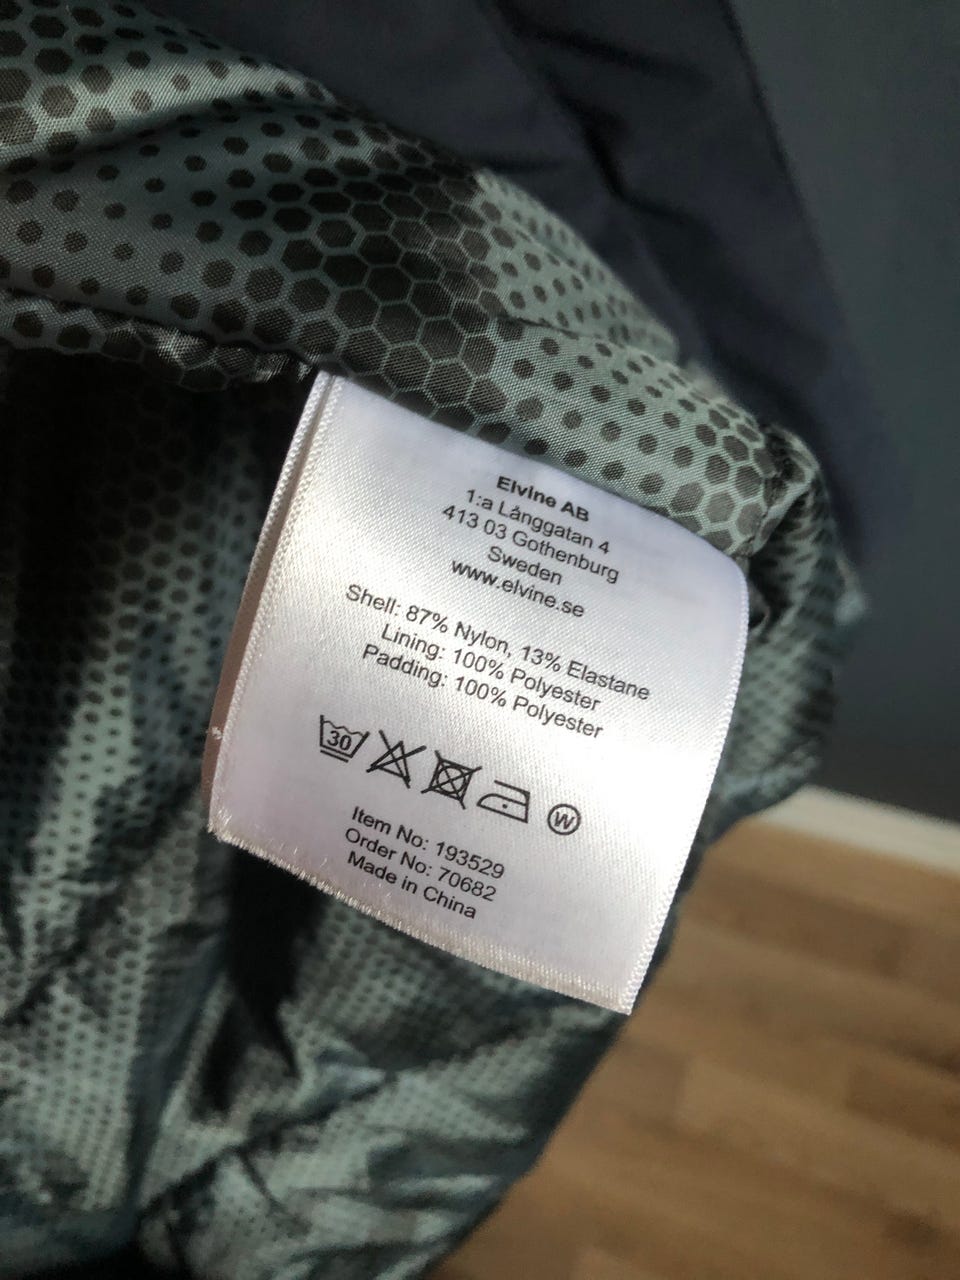 Elvine AB
1:a Långgatan 4
413 03 Gothenburg
Sweden
www.elvine.se
Shell: 87% Nylon, 13% Elastane
Lining: 100% Polyester
Padding: 100% Polyester
30 W
Item No: 193529
Order No: 70682
Made in China